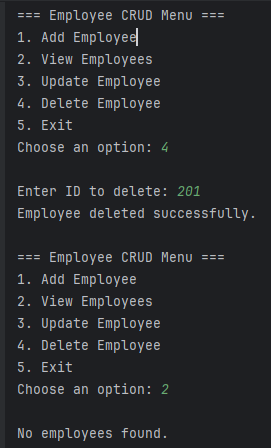 === Employee CRUD Menu ===
1. Add Employee
2. View Employees
3. Update Employee
4. Delete Employee
5. Exit
Choose an option: 4
Enter ID to delete: 201
Employee deleted successfully.
=== Employee CRUD Menu ===
1. Add Employee
2. View Employees
3. Update Employee
4. Delete Employee
5. Exit
Choose an option: 2
No employees found.